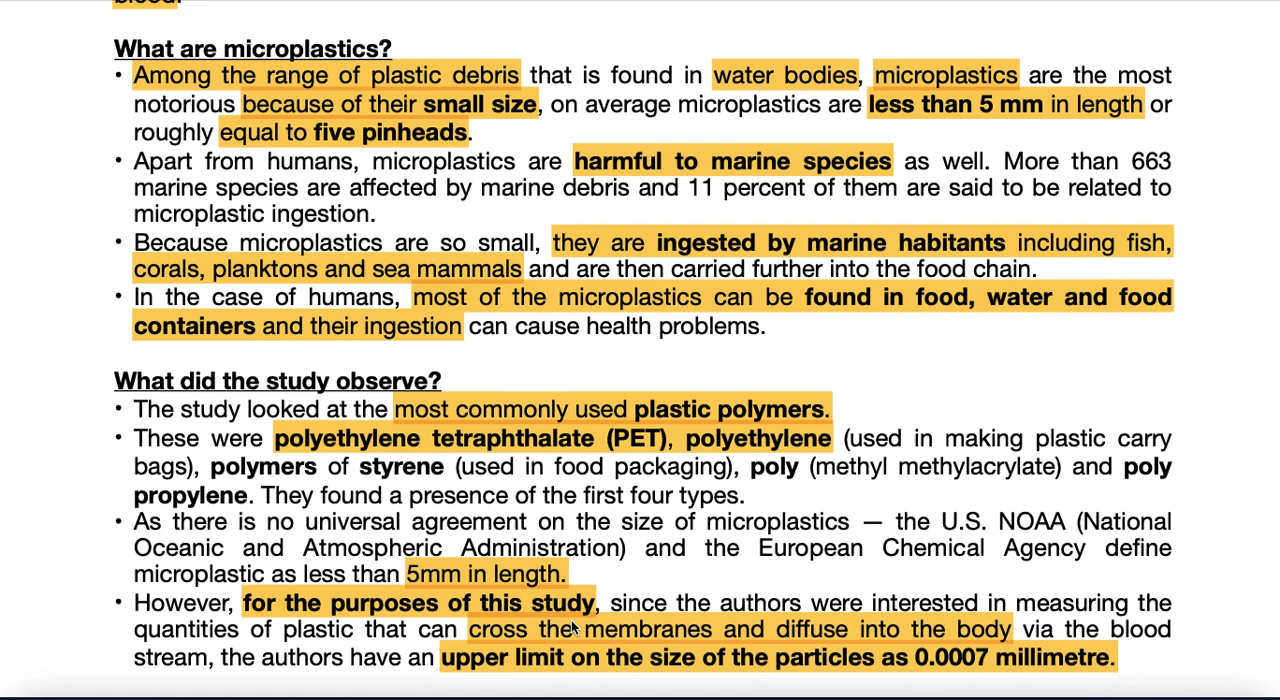 blood.
What are microplastics?
• Among the range of plastic debris that is found in water bodies, microplastics are the most
notorious because of their small size, on average microplastics are less than 5 mm in length or
roughly equal to five pinheads.
• Apart from humans, microplastics are harmful to marine species as well. More than 663
marine species are affected by marine debris and 11 percent of them are said to be related to
microplastic ingestion.
• Because microplastics are so small, they are ingested by marine habitants including fish,
corals, planktons and sea mammals and are then carried further into the food chain.
• In the case of humans, most of the microplastics can be found in food, water and food
containers and their ingestion can cause health problems.
What did the study observe?
• The study looked at the most commonly used plastic polymers.
• These were polyethylene tetraphthalate (PET), polyethylene (used in making plastic carry
bags), polymers of styrene (used in food packaging), poly (methyl methylacrylate) and poly
propylene. They found a presence of the first four types.
• As there is no universal agreement on the size of microplastics — the U.S. NOAA (National
Oceanic and Atmospheric Administration) and the European Chemical Agency define
microplastic as less than 5mm in length.
• However, for the purposes of this study, since the authors were interested in measuring the
quantities of plastic that can cross the membranes and diffuse into the body via the blood
stream, the authors have an upper limit on the size of the particles as 0.0007 millimetre.